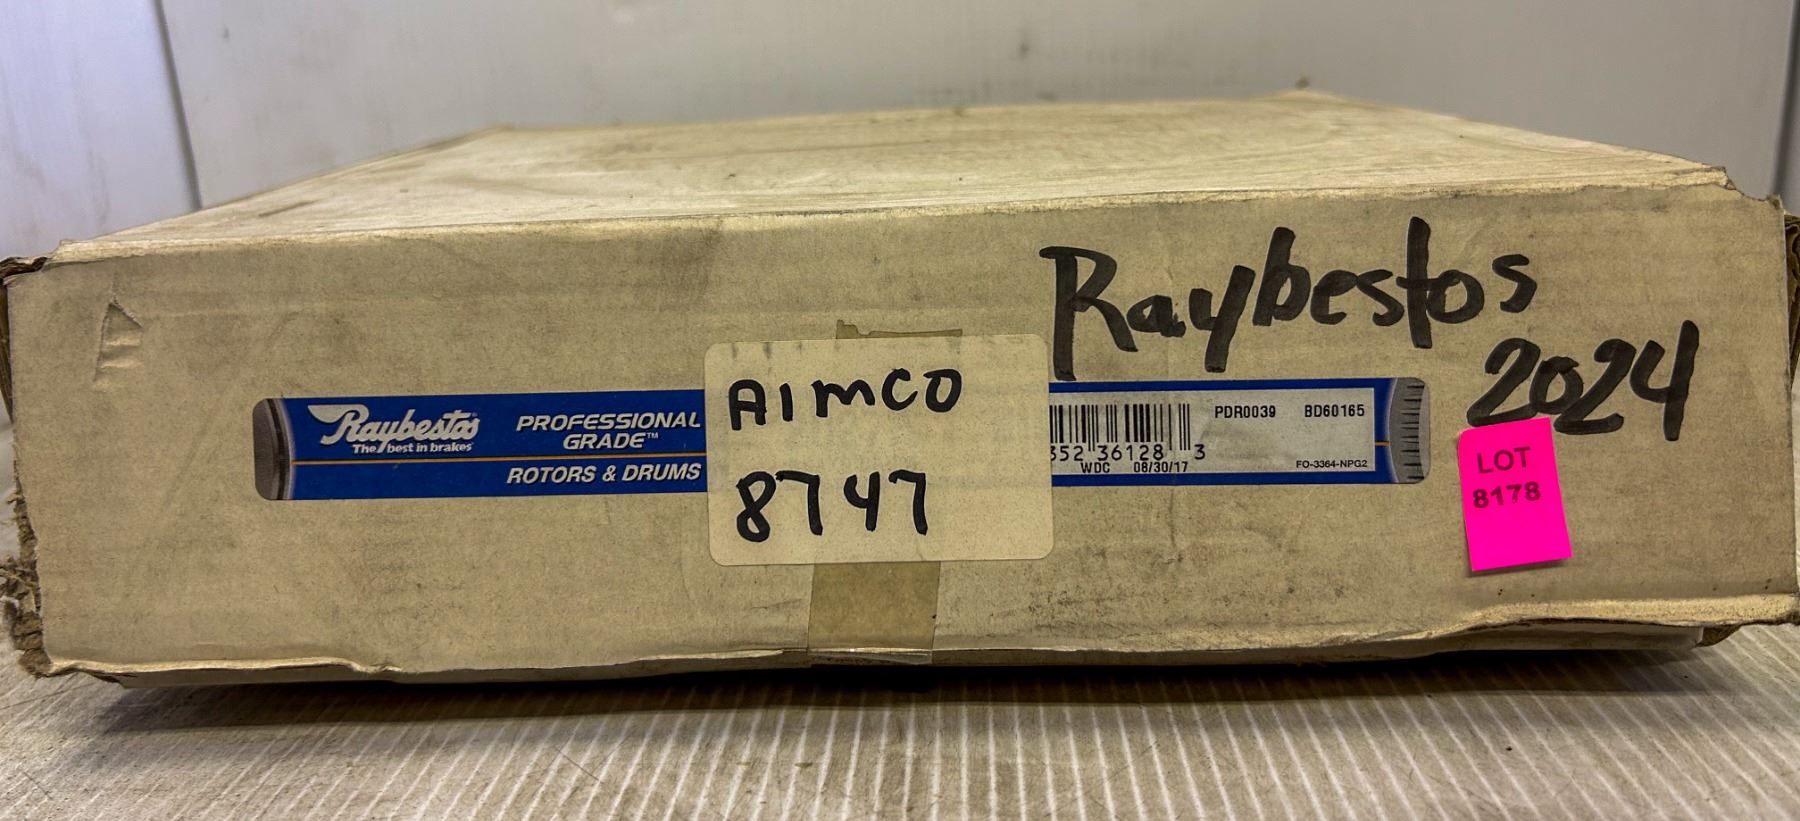 Raybestos
2024
Raybestos
The best in brakes
PROFESSIONAL
GRADE™
ROTORS & DRUMS
AIMCO
8747
PDR0039 BD60165
352 36128 3
WDC 08/30/17
FO-3364-NPG2
LOT
8178